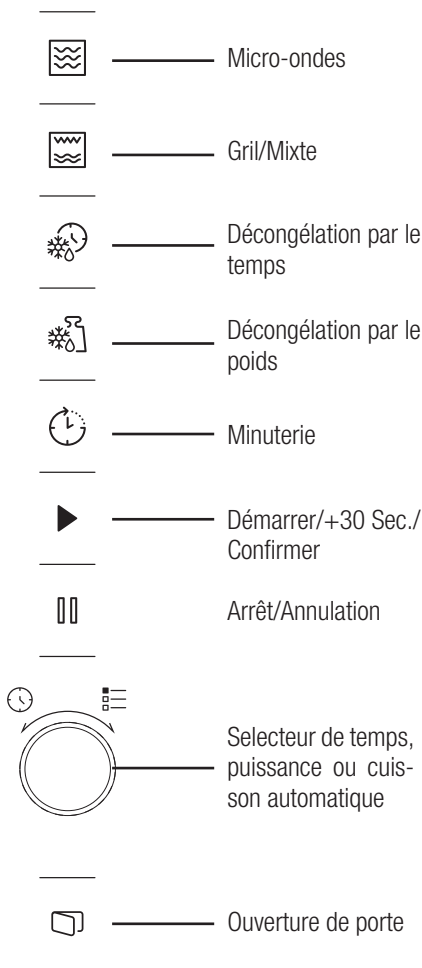 Micro-ondes
Gril/Mixte
Décongélation par le
temps
Décongélation par le
poids
Minuterie
Démarrer/+30 Sec./
Confirmer
Arrêt/Annulation
Selecteur de temps,
puissance ou cuis-
son automatique
Ouverture de porte